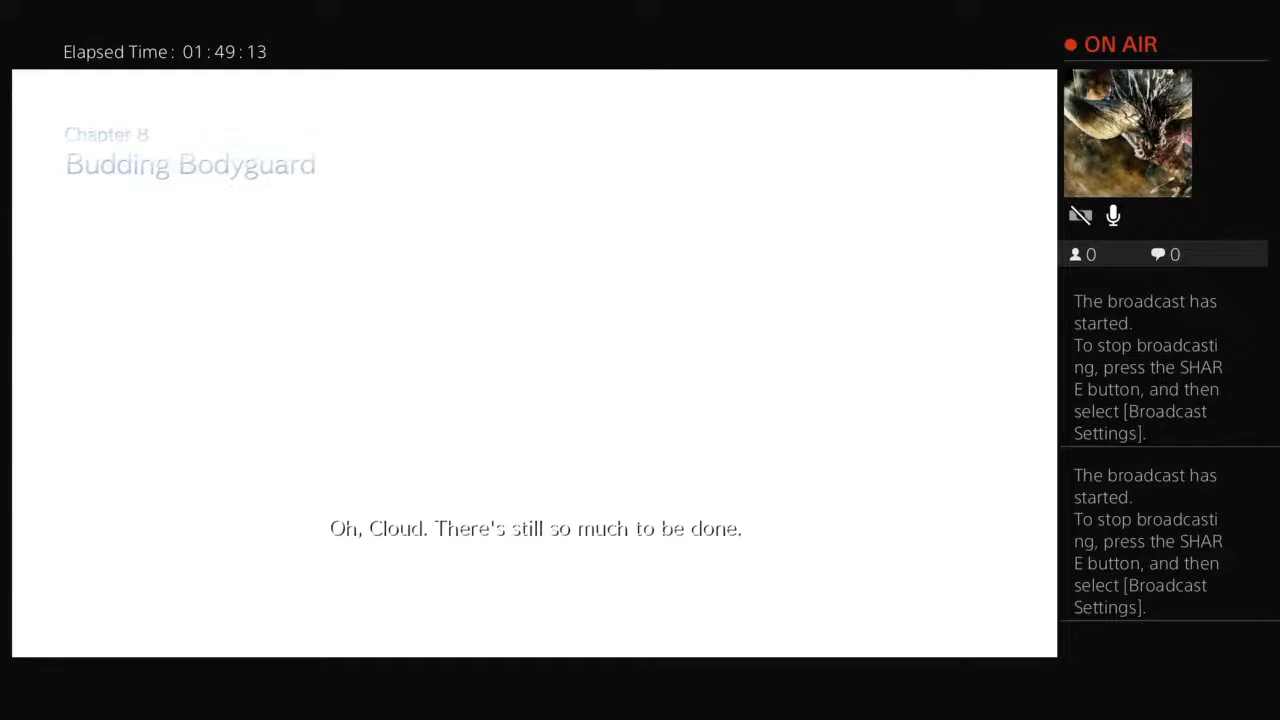 Elapsed Time: 01:49:13
ON AIR
Chapter 8
Budding Bodyguard
0
0
The broadcast has
started.
To stop broadcasti
ng, press the SHAR
E button, and then
select [Broadcast
Settings].
The broadcast has
started.
To stop broadcasti
ng, press the SHAR
E button, and then
select [Broadcast
Settings].
Oh, Cloud. There's still so much to be done.